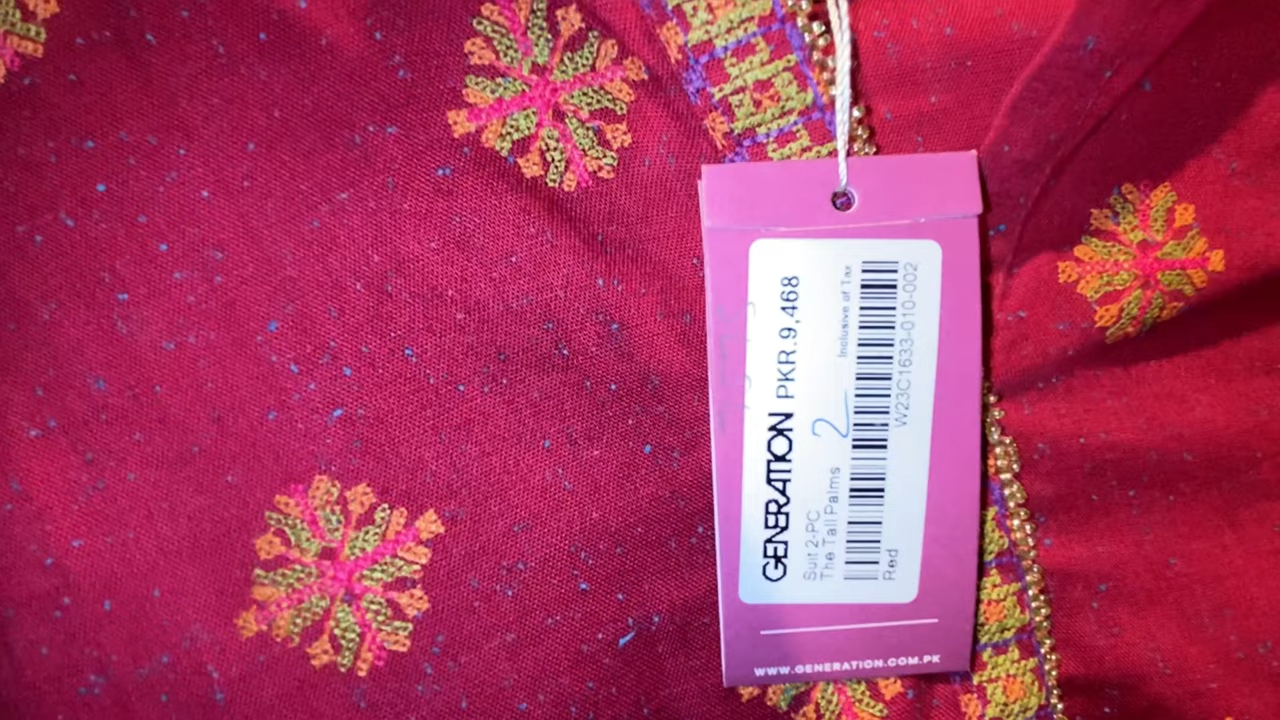 GENERATION PKR.9,468
Suit 2-PC
The Tall Palms 2 Inclusive of Tax
Red W23C1633-010-002
WWW.GENERATION.COM.PK